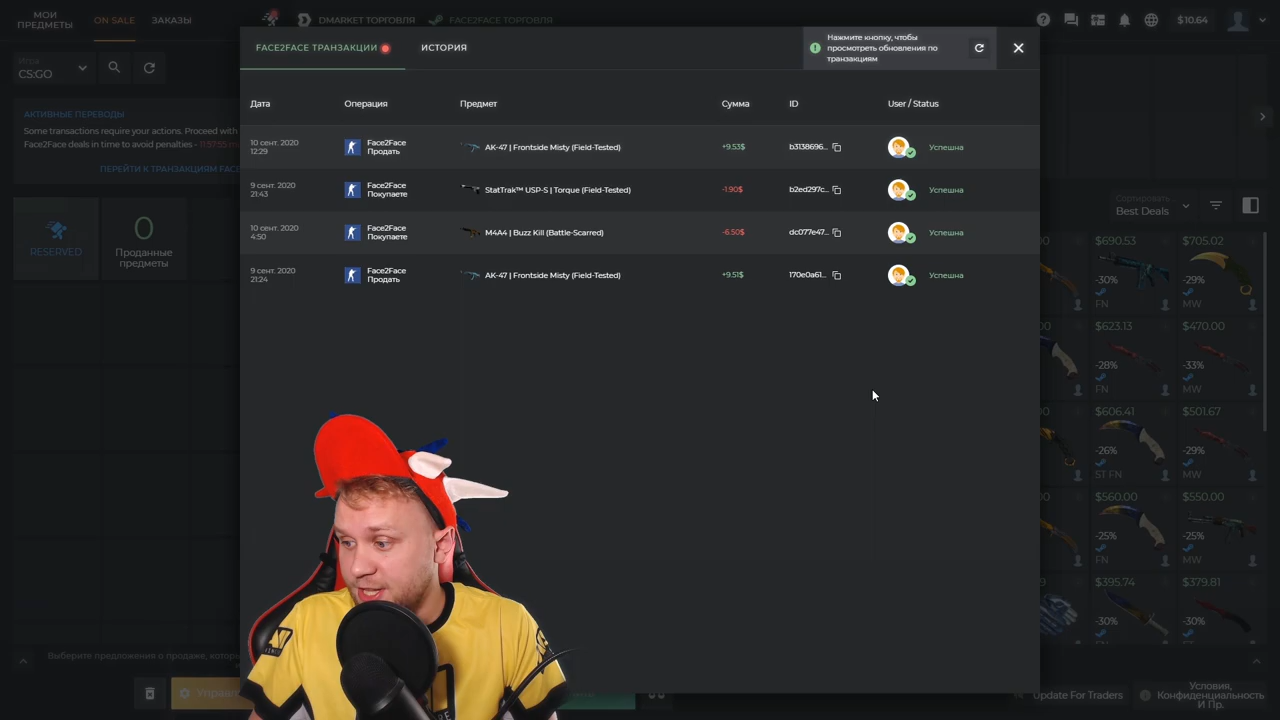 МОИ
ПРЕДМЕТЫ
ON SALE
ЗАКАЗЫ
DMARKET ТОРГОВЛЯ
FACE2FACE ТОРГОВЛЯ
$10.64
Игра
CS:GO
FACE2FACE ТРАНЗАКЦИИ
ИСТОРИЯ
Нажмите кнопку, чтобы
просмотреть обновления по
транзакциям
АКТИВНЫЕ ПЕРЕВОДЫ
Some transactions require your actions. Proceed with
Face2Face deals in time to avoid penalties -
ПЕРЕЙТИ К ТРАНЗАКЦИЯМ FACE
RESERVED
0
Проданные
предметы
Дата
Операция
Предмет
Сумма
ID
User / Status
10 сент. 2020
12:29
Face2Face
Продать
AK-47 | Frontside Misty (Field-Tested)
+9.53$
b3138696...
Успешна
9 сент. 2020
21:43
Face2Face
Покупаете
StatTrak™ USP-S | Torque (Field-Tested)
-1.90$
b2ed297c...
Успешна
10 сент. 2020
4:50
Face2Face
Покупаете
M4A4 | Buzz Kill (Battle-Scarred)
-6.50$
dc077e47...
Успешна
9 сент. 2020
21:24
Face2Face
Продать
AK-47 | Frontside Misty (Field-Tested)
+9.51$
170e0a61...
Успешна
Сортировать
Best Deals
$690.53
$705.02
-30%
-29%
FN
MW
$623.13
$470.00
-28%
-33%
FN
MW
$606.41
$501.67
-26%
-29%
ST FN
MW
$560.00
$550.00
-25%
-25%
FN
MW
$395.74
$379.81
-30%
-30%
FN
MW
Выберите предложения о продаже,
Update For Traders
Условия,
Конфиденциальность
И Пр.